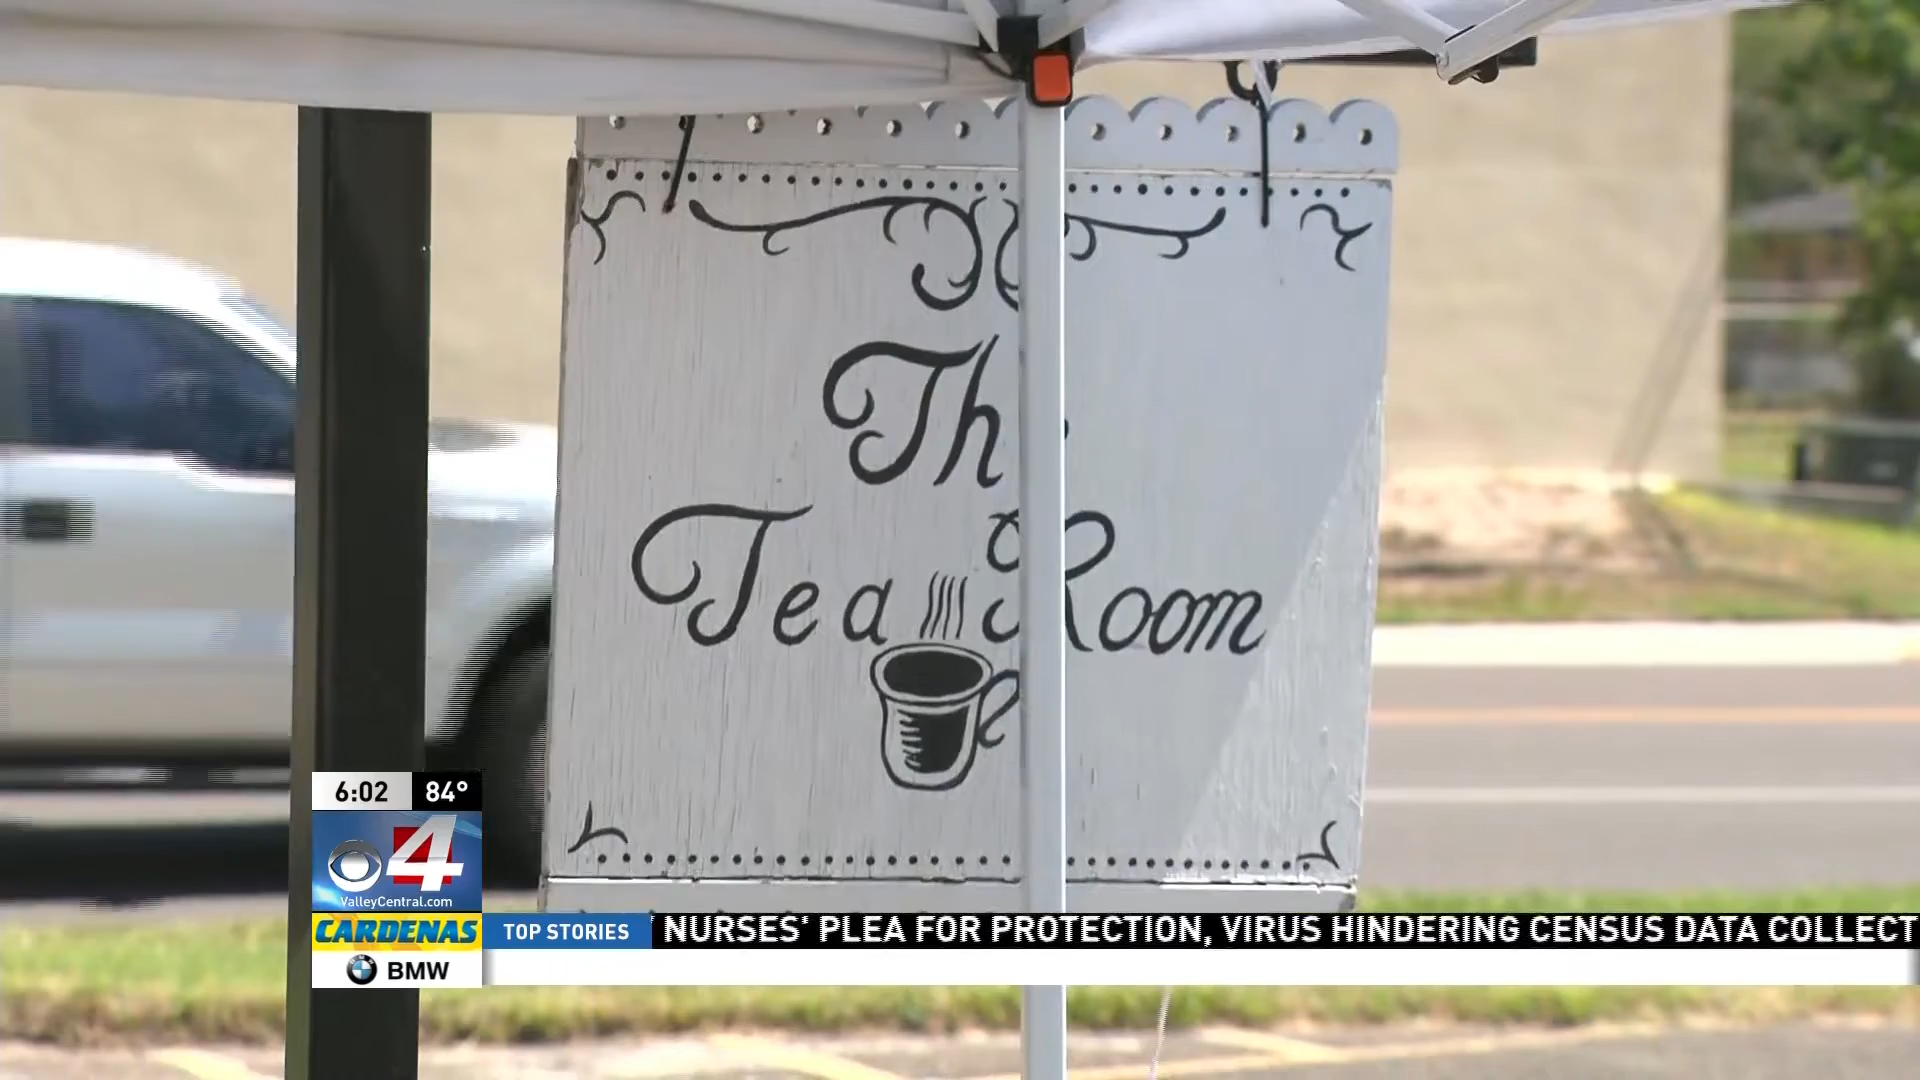 Th
Tea Room
6:02 84°
4
ValleyCentral.com
CARDENAS
BMW
TOP STORIES
NURSES' PLEA FOR PROTECTION, VIRUS HINDERING CENSUS DATA COLLECT